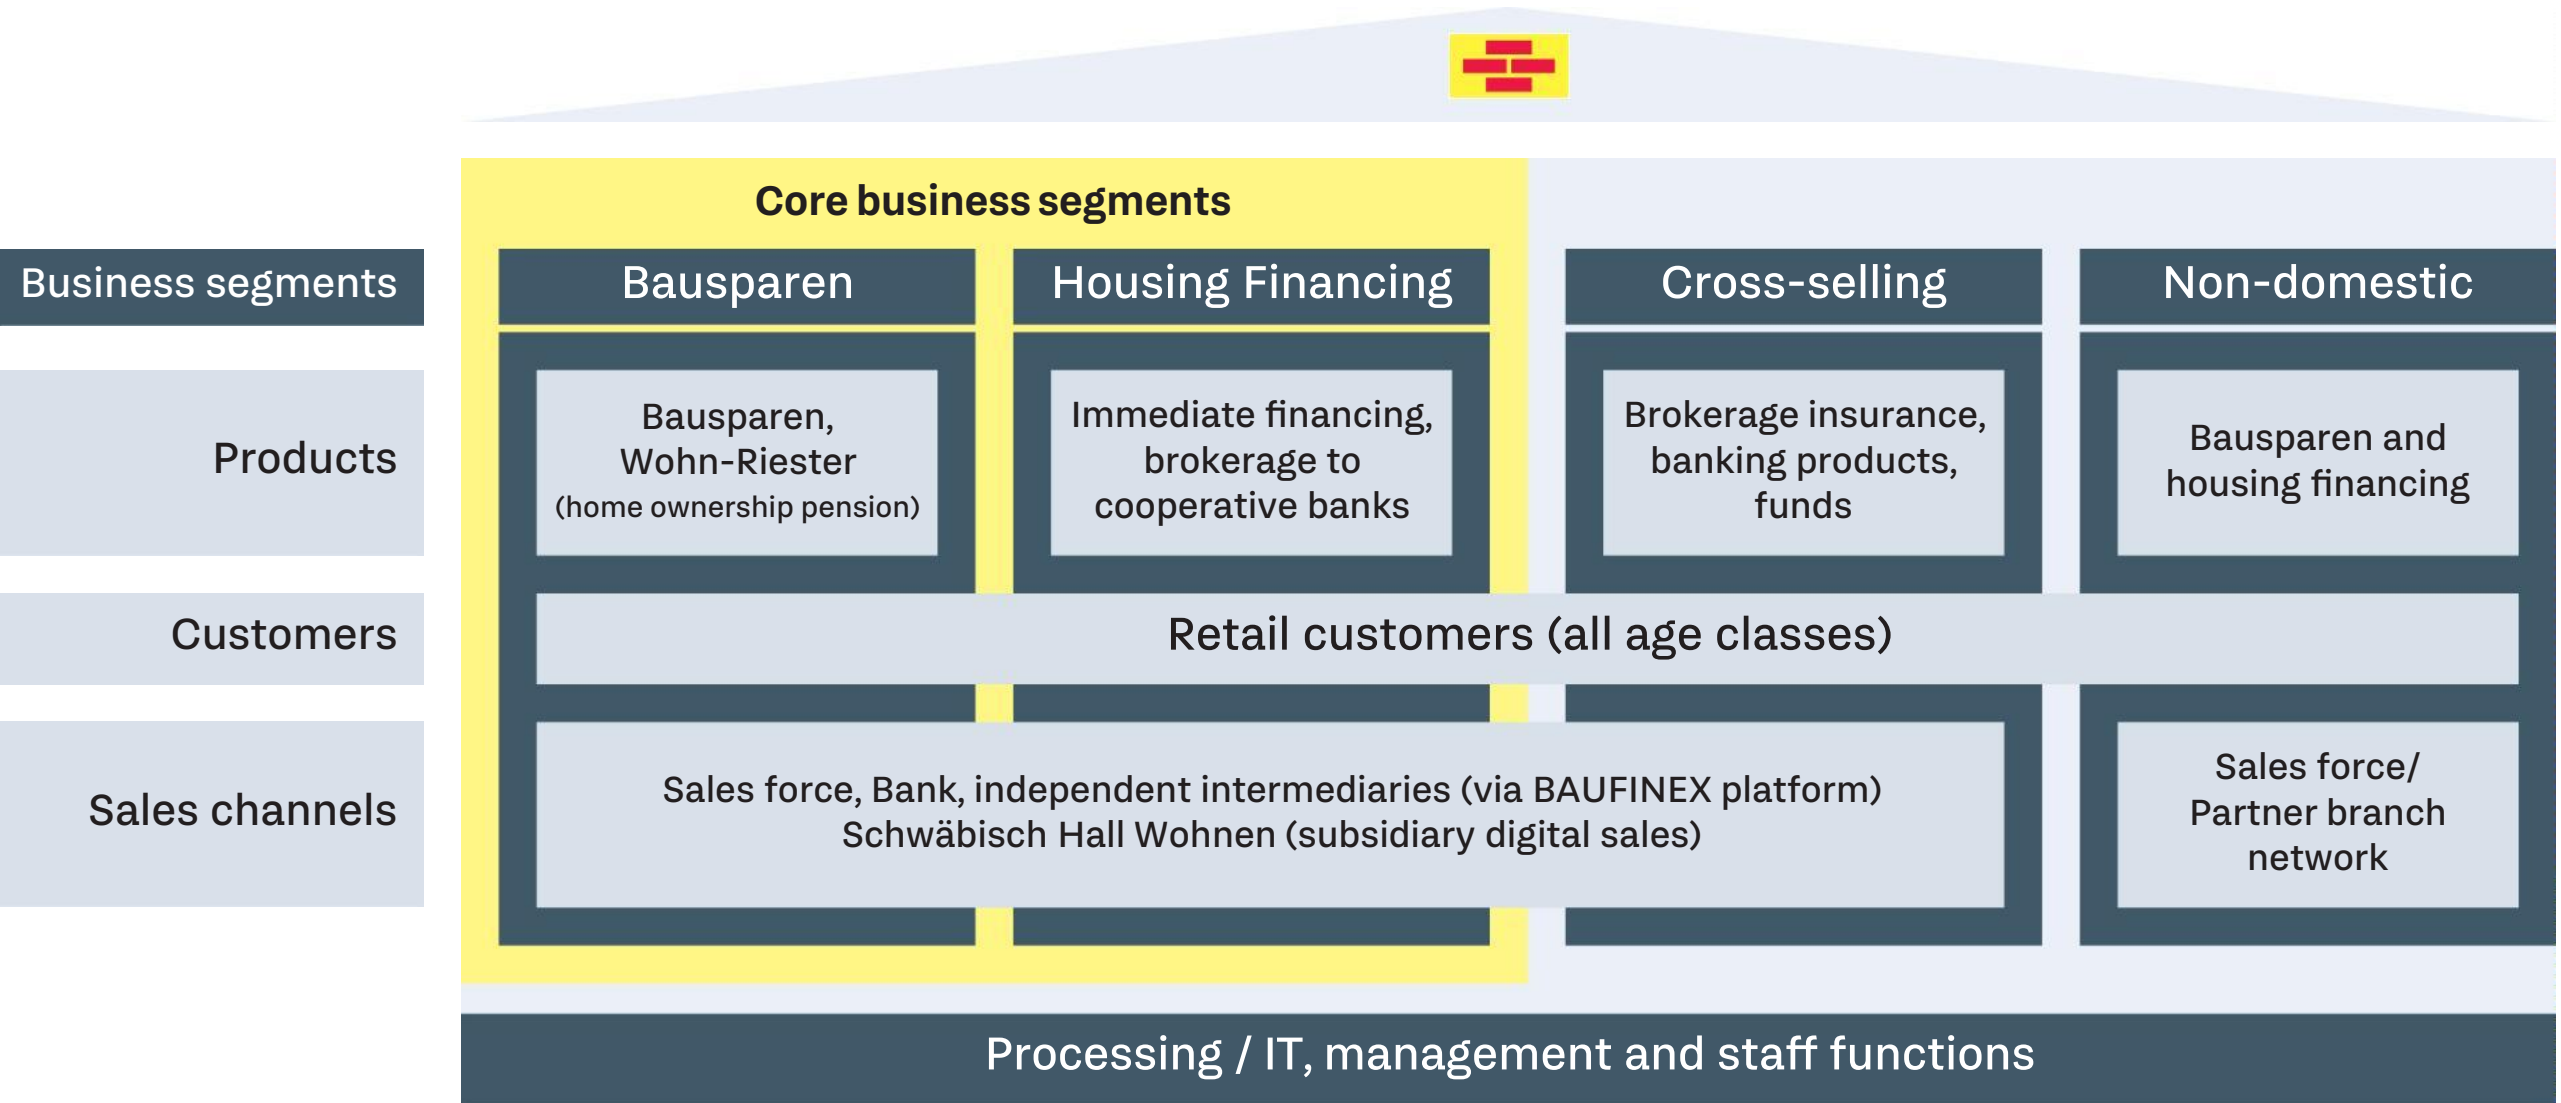 Core business segments
Business segments
Bausparen
Housing Financing
Cross-selling
Non-domestic
Products
Bausparen,
Wohn-Riester
(home ownership pension)
Immediate financing,
brokerage to
cooperative banks
Brokerage insurance,
banking products,
funds
Bausparen and
housing financing
Customers
Retail customers (all age classes)
Sales channels
Sales force, Bank, independent intermediaries (via BAUFINEX platform)
Schwäbisch Hall Wohnen (subsidiary digital sales)
Sales force/
Partner branch
network
Processing / IT, management and staff functions